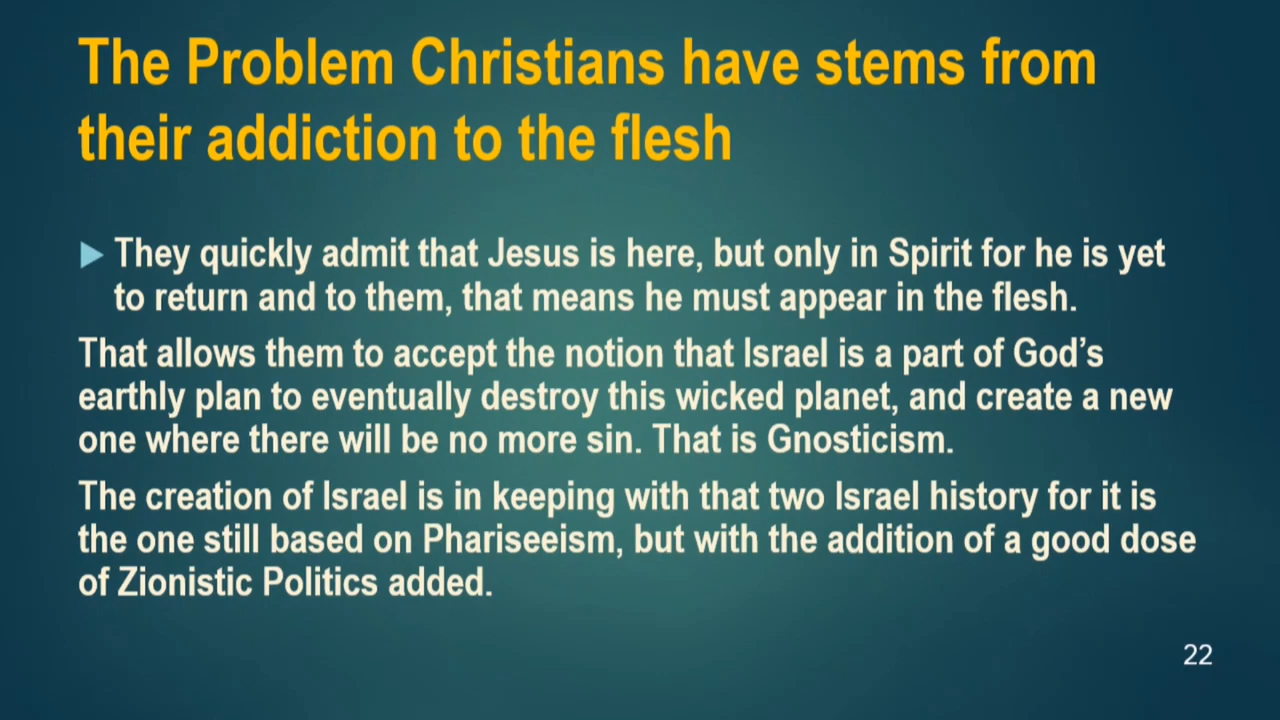 The Problem Christians have stems from
their addiction to the flesh
They quickly admit that Jesus is here, but only in Spirit for he is yet
to return and to them, that means he must appear in the flesh.
That allows them to accept the notion that Israel is a part of God’s
earthly plan to eventually destroy this wicked planet, and create a new
one where there will be no more sin. That is Gnosticism.
The creation of Israel is in keeping with that two Israel history for it is
the one still based on Phariseeism, but with the addition of a good dose
of Zionistic Politics added.
22